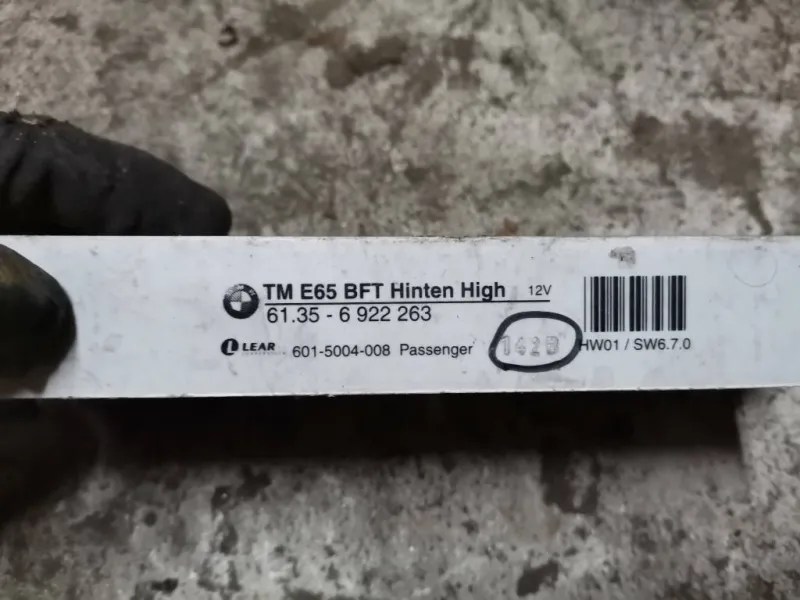 TM E65 BFT Hinten High 12V
61.35 - 6 922 263
LEAR 601-5004-008 Passenger HW01 / SW6.7.0